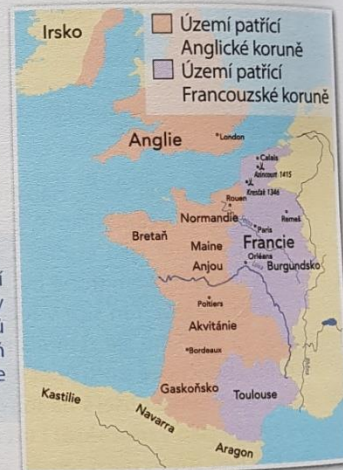 Irsko
Území patřící
Anglické koruně
Území patřící
Francouzské koruně
Anglie
London
Calais
Azincourt 1415
Kresčak 1346
Rouen
Normandie
Remeš
Paris
Bretaň
Maine
Francie
Orléans
Anjou
Burgundsko
Poitiers
Akvitánie
Bordeaux
Gaskoňsko
Toulouse
Kastilie
Navarra
Aragon